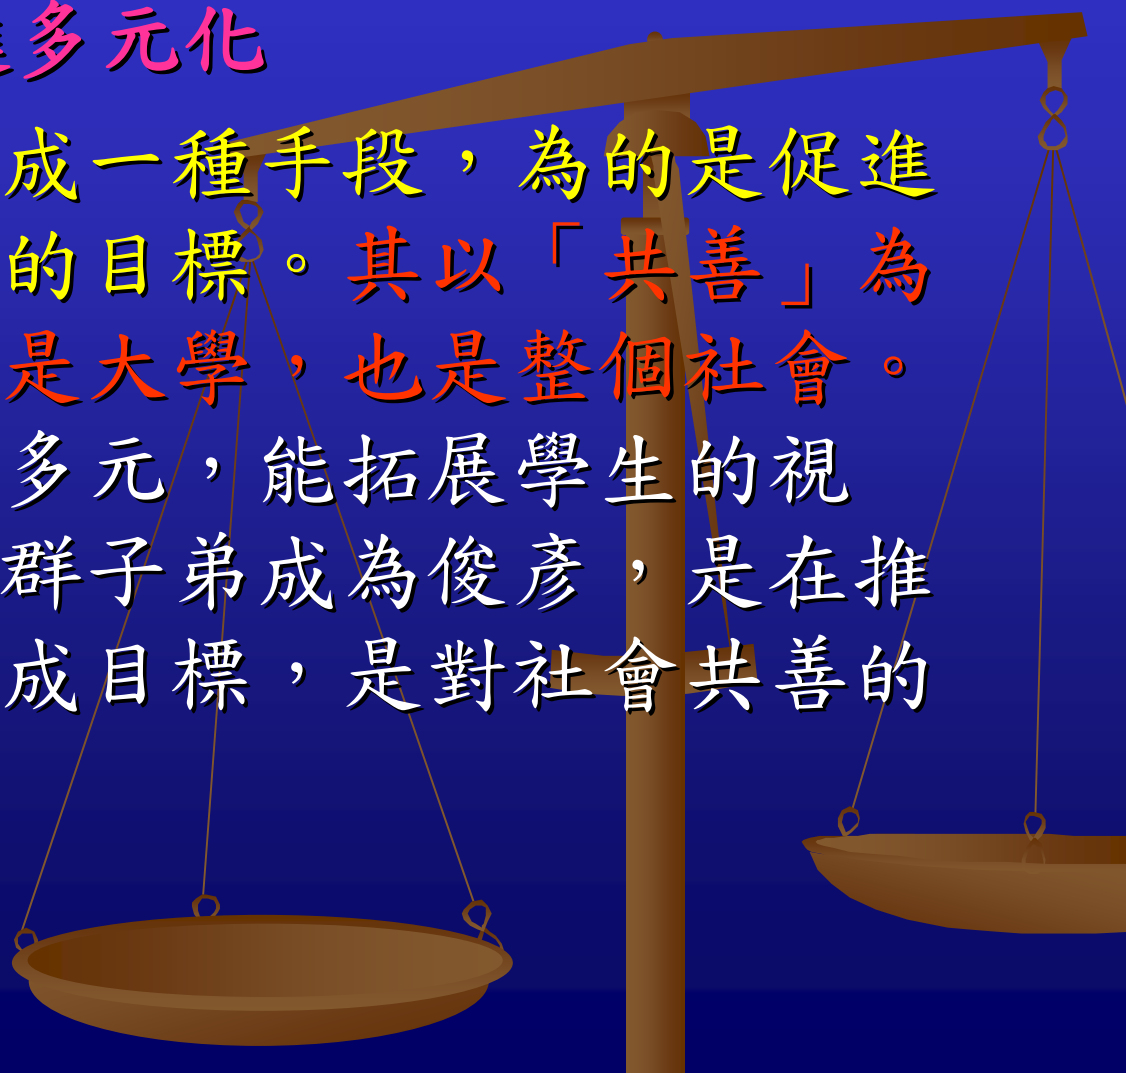 多元化
成一種手段，為的是促進
的目標。其以「共善」為
是大學，也是整個社會。
多元，能拓展學生的視
群子弟成為俊彥，是在推
成目標，是對社會共善的